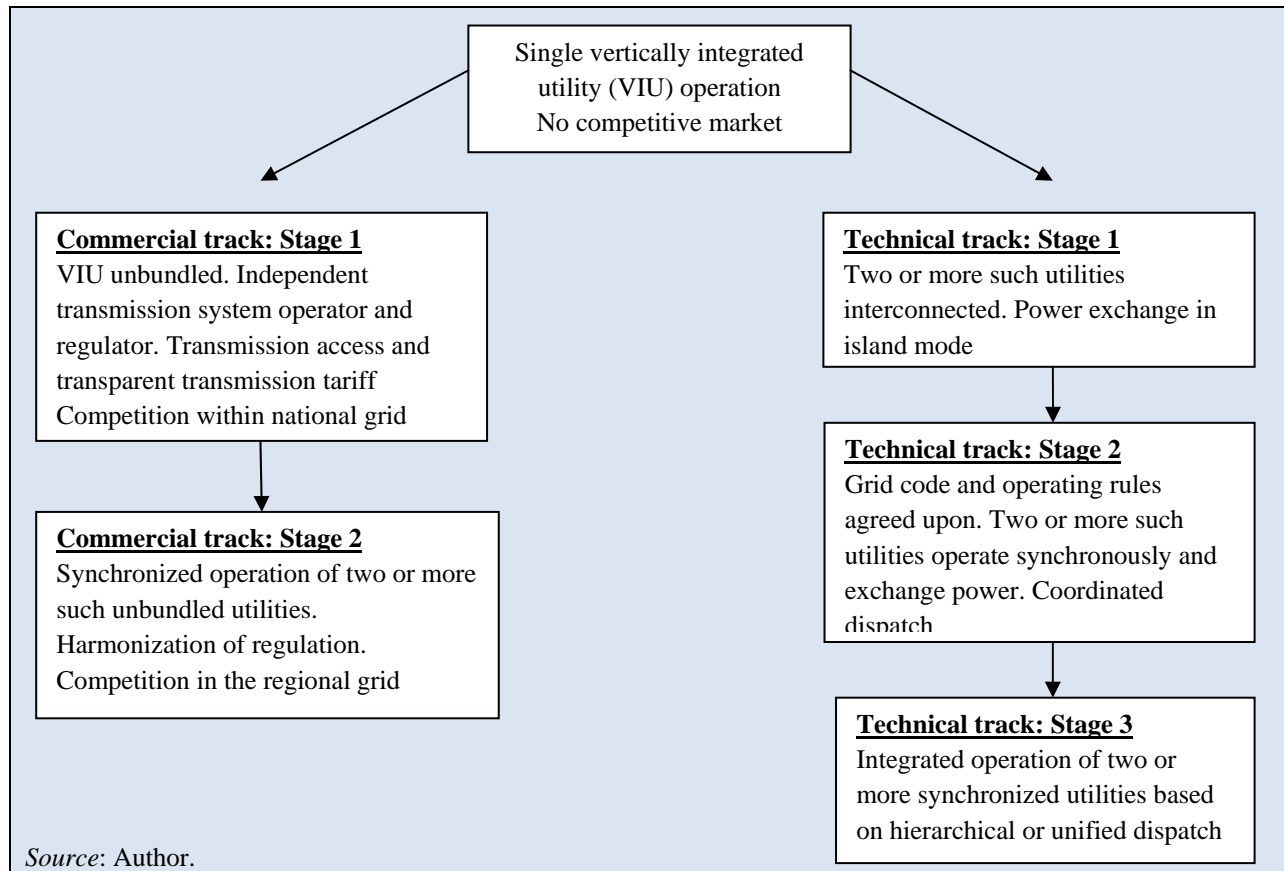 Single vertically integrated
utility (VIU) operation
No competitive market
Commercial track: Stage 1
VIU unbundled. Independent
transmission system operator and
regulator. Transmission access and
transparent transmission tariff
Competition within national grid
Commercial track: Stage 2
Synchronized operation of two or more
such unbundled utilities.
Harmonization of regulation.
Competition in the regional grid
Technical track: Stage 1
Two or more such utilities
interconnected. Power exchange in
island mode
Technical track: Stage 2
Grid code and operating rules
agreed upon. Two or more such
utilities operate synchronously and
exchange power. Coordinated
dispatch
Technical track: Stage 3
Integrated operation of two or
more synchronized utilities based
on hierarchical or unified dispatch
Source: Author.